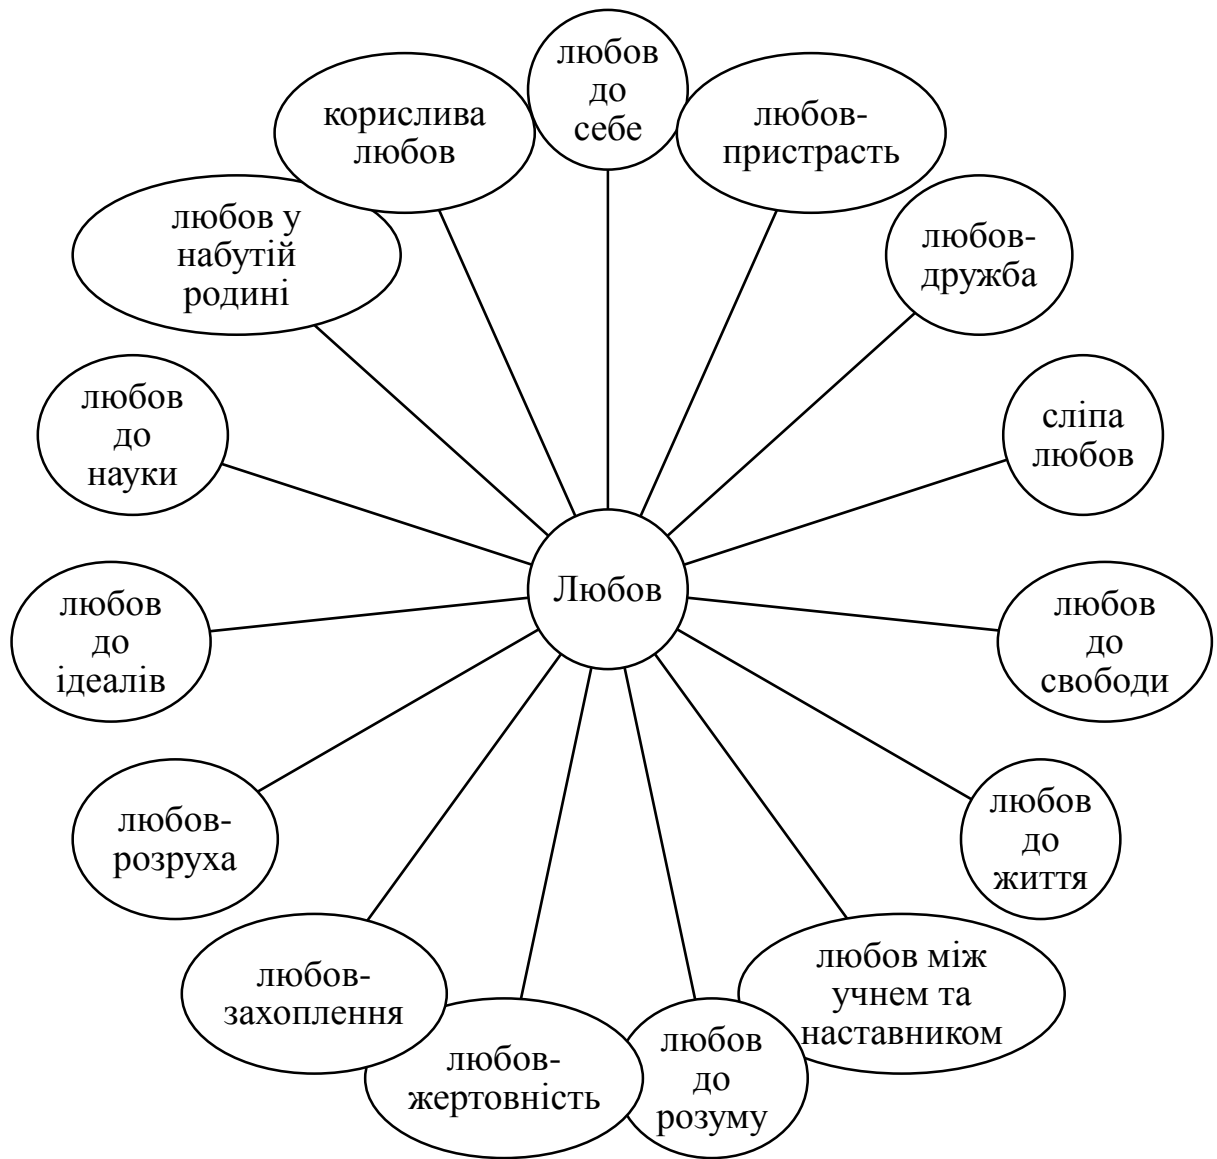 любов
до
себе
любов-
пристрасть
любов-
дружба
сліпа
любов
любов
до
свободи
любов
до
життя
любов між
учнем та
наставником
любов
до
розуму
любов-
жертовність
любов-
захоплення
любов-
розруха
любов
до
ідеалів
любов
до
науки
любов у
набутій
родині
корислива
любов
Любов